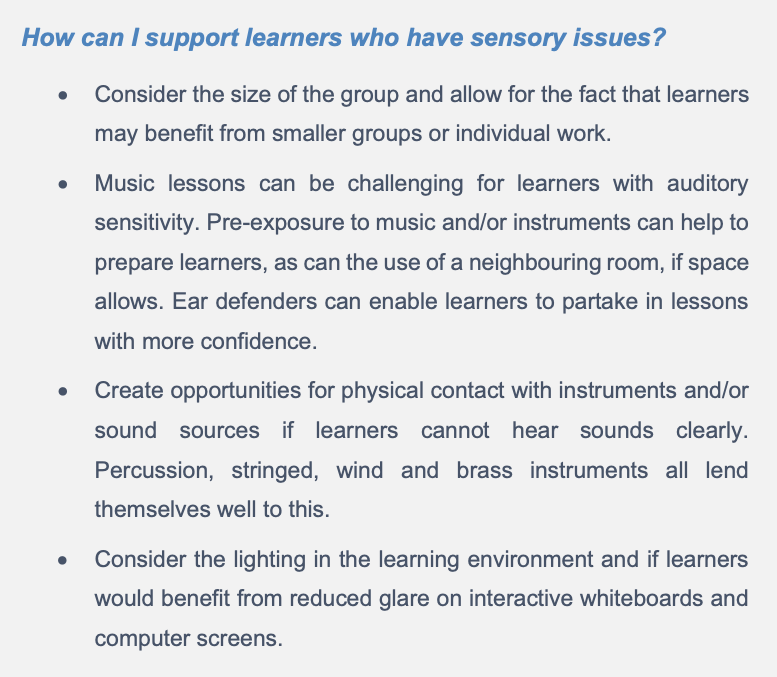 How can I support learners who have sensory issues?
• Consider the size of the group and allow for the fact that learners
may benefit from smaller groups or individual work.
• Music lessons can be challenging for learners with auditory
sensitivity. Pre-exposure to music and/or instruments can help to
prepare learners, as can the use of a neighbouring room, if space
allows. Ear defenders can enable learners to partake in lessons
with more confidence.
• Create opportunities for physical contact with instruments and/or
sound sources if learners cannot hear sounds clearly.
Percussion, stringed, wind and brass instruments all lend
themselves well to this.
• Consider the lighting in the learning environment and if learners
would benefit from reduced glare on interactive whiteboards and
computer screens.